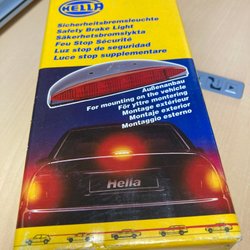 HELLA
Sicherheitsbremsleuchte
Safety Brake Light
Säkerhetsbromslykta
Feu Stop Sécurité
Luz stop de seguridad
Luce stop supplementare
Außenanbau
For mounting on the vehicle
För yttre montering
Montage extérieur
Montaje exterior
Montaggio esterno
Hella